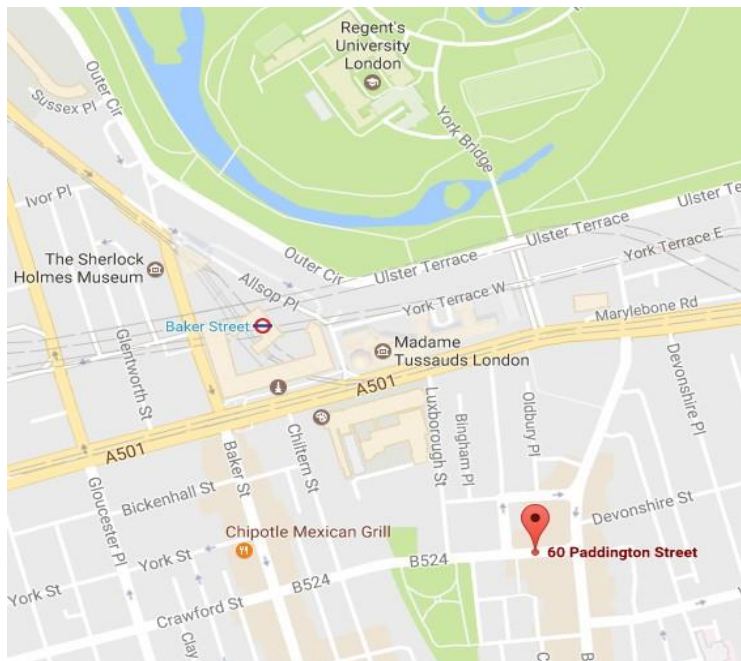 Regent's
University
London
Outer Cir
Sussex Pl
York Bridge
Ivor Pl
Ulster Te
Ulster Terrace
York Terrace E
The Sherlock
Holmes Museum
Outer Cir
Allsop Pl
Ulster Terrace
York Terrace W
Marylebone Rd
Baker Street
Madame
Tussauds London
Glentworth St
A501
Devonshire Pl
Oldbury Pl
Luxborough St
Bingham Pl
A501
Chiltern St
Baker St
Gloucester Pl
Bickenhall St
Devonshire St
Chipotle Mexican Grill
York St
60 Paddington Street
B524
B524
York St
Crawford St
Clay